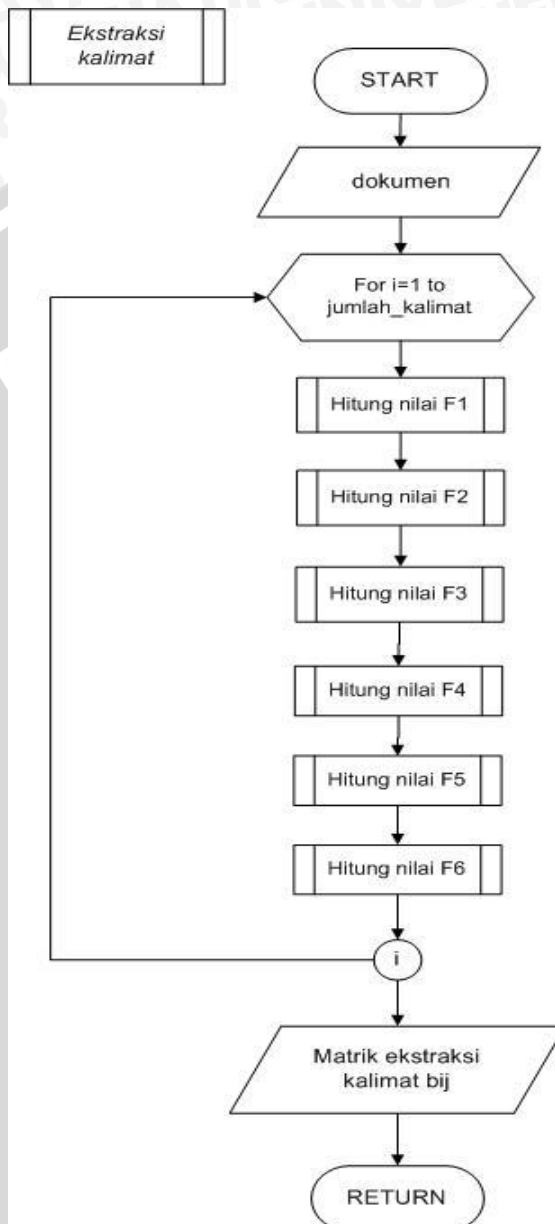 Ekstraksi
kalimat
START
dokumen
For i=1 to
jumlah_kalimat
Hitung nilai F1
Hitung nilai F2
Hitung nilai F3
Hitung nilai F4
Hitung nilai F5
Hitung nilai F6
i
Matrik ekstraksi
kalimat bij
RETURN